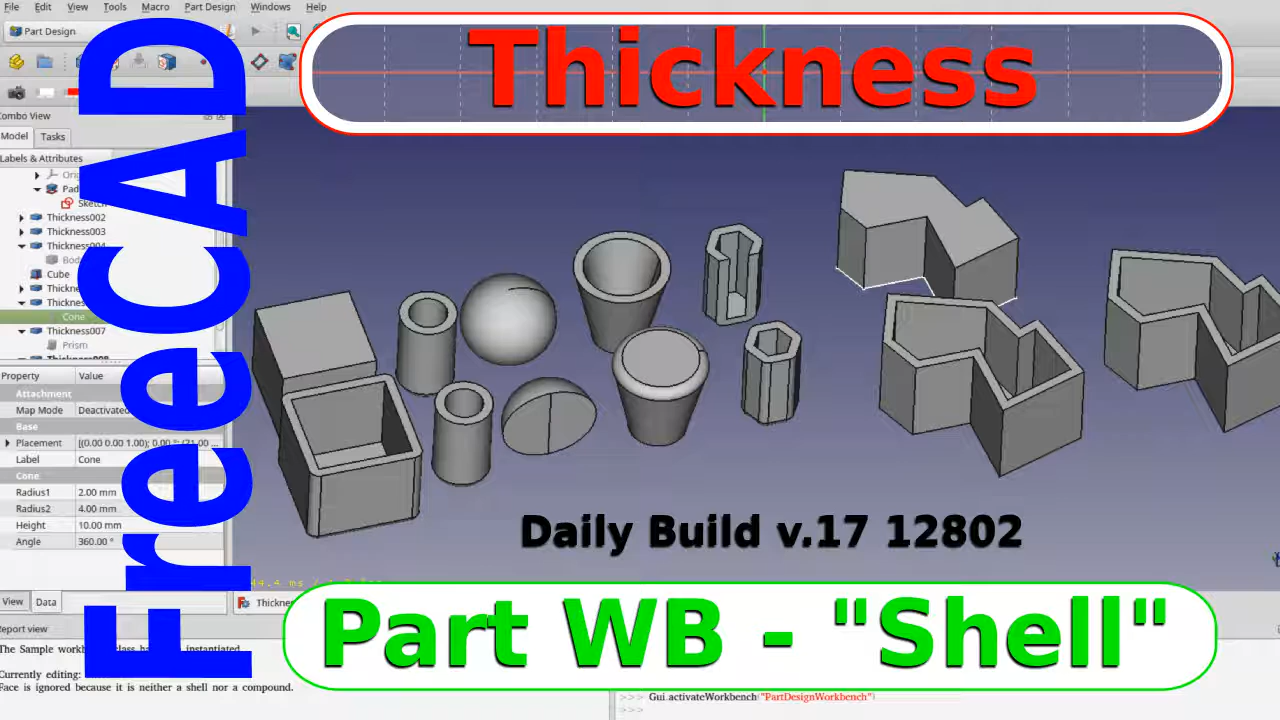 File Edit View Tools Macro Part Design Windows Help
Part Design
Thickness
FreeCAD
Combo View
Model Tasks
Labels & Attributes
Thickness002
Thickness003
Thickness004
Cube
Cone
Thickness007
Prism
Thickness008
Property Value
Attachment
Map Mode Deactivated
Base
Placement
Label Cone
Cone
Radius1 2.00 mm
Radius2 4.00 mm
Height 10.00 mm
Angle 360.00 °
Daily Build v.17 12802
View Data
Part WB - "Shell"
Report view
Currently editing:
Face is ignored because it is neither a shell nor a compound.
>>> Gui.activateWorkbench("PartDesignWorkbench")
>>>